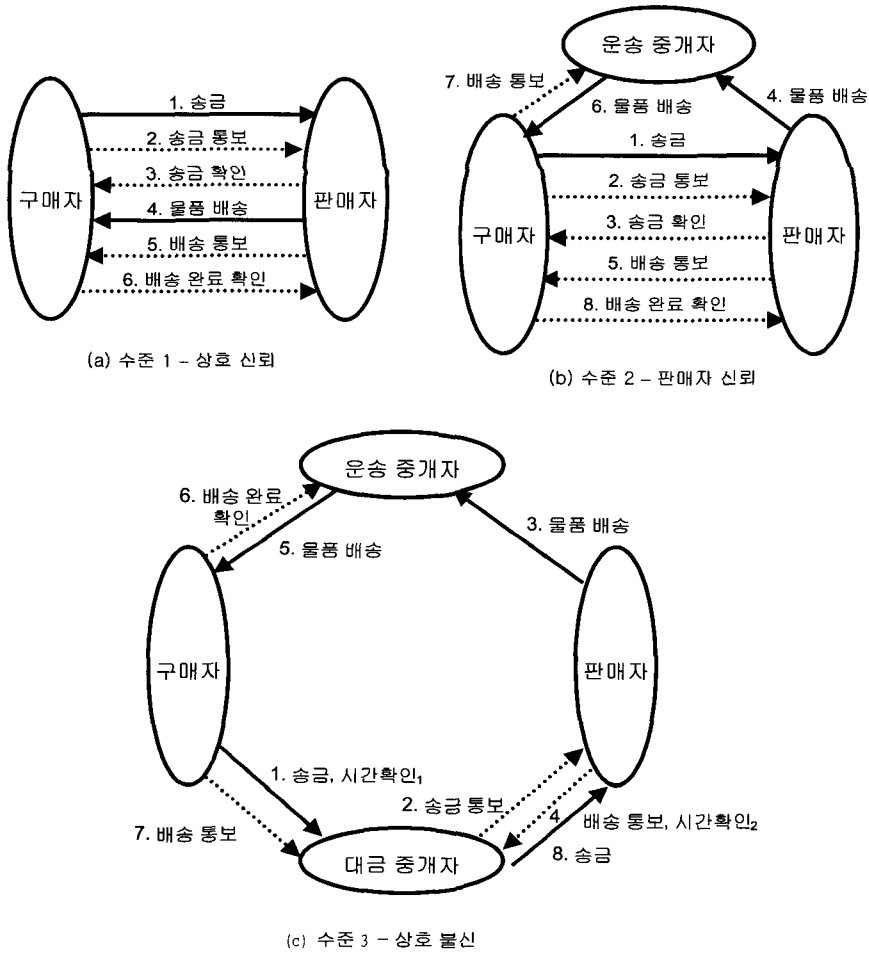 구매자
판매자
1. 송금
2. 송금 통보
3. 송금 확인
4. 물품 배송
5. 배송 통보
6. 배송 완료 확인
(a) 수준 1 – 상호 신뢰
운송 중개자
7. 배송 통보
6. 물품 배송
4. 물품 배송
1. 송금
2. 송금 통보
구매자
판매자
3. 송금 확인
5. 배송 통보
8. 배송 완료 확인
(b) 수준 2 – 판매자 신뢰
운송 중개자
6. 배송 완료
확인
5. 물품 배송
3. 물품 배송
구매자
판매자
1. 송금, 시간확인₁
2. 송금 통보
7. 배송 통보
4. 배송 통보, 시간확인₂
8. 송금
대금 중개자
(c) 수준 3 – 상호 불신